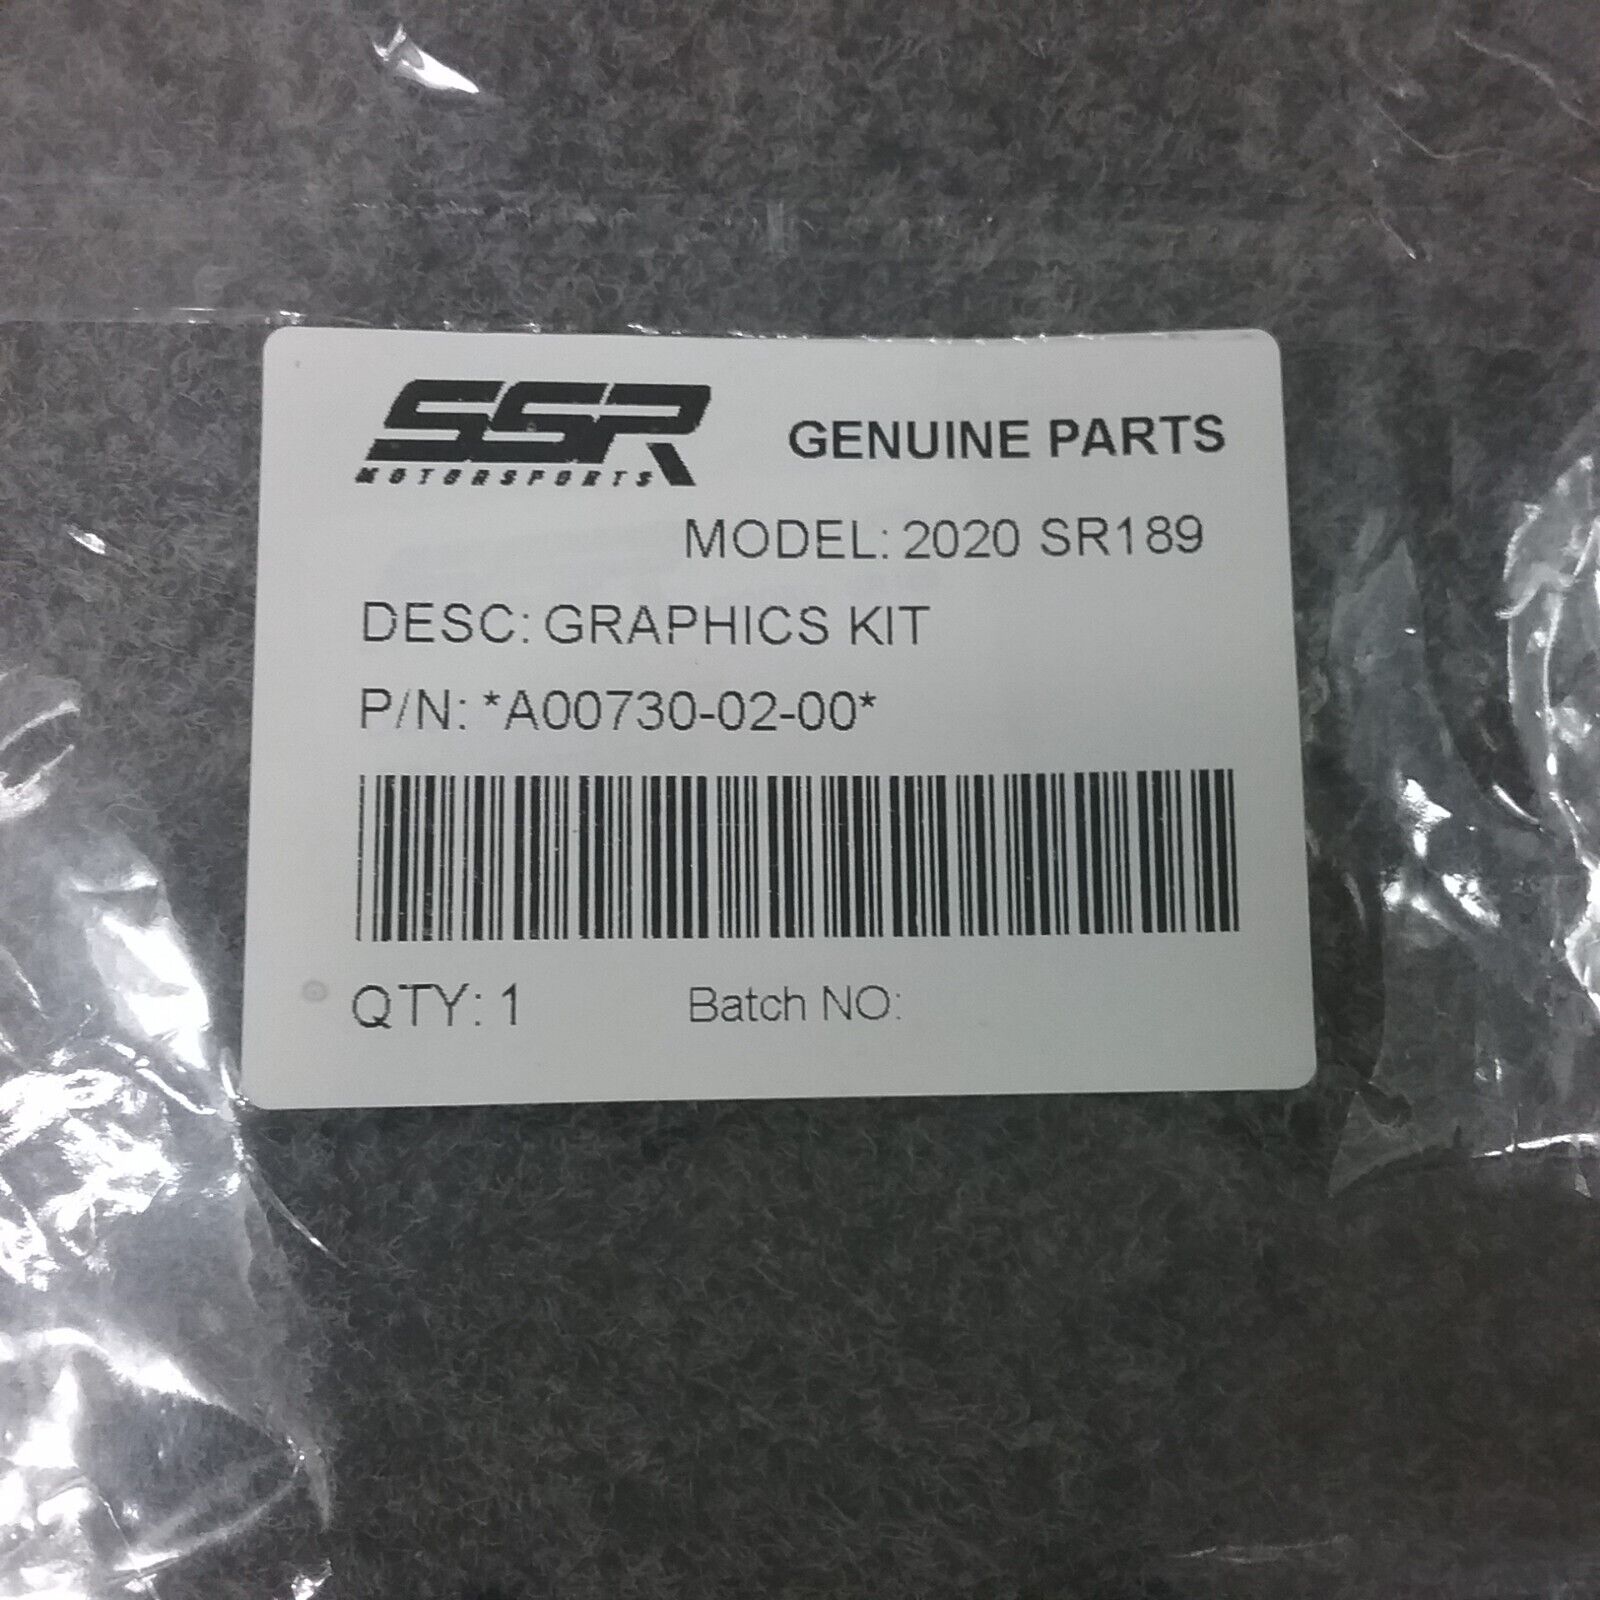 SSR
MOTORSPORTS
GENUINE PARTS
MODEL: 2020 SR189
DESC: GRAPHICS KIT
P/N: *A00730-02-00*
QTY: 1 Batch NO: